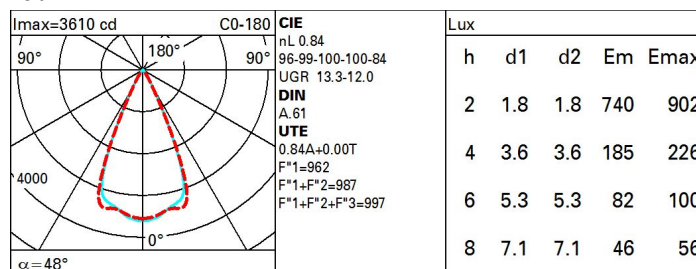 Imax=3610 cd C0-180
90° 180° 90°
4000
0°
α=48°
CIE
nL 0.84
96-99-100-100-84
UGR 13.3-12.0
DIN
A.61
UTE
0.84A+0.00T
F"1=962
F"1+F"2=987
F"1+F"2+F"3=997
Lux
h d1 d2 Em Emax
2 1.8 1.8 740 902
4 3.6 3.6 185 226
6 5.3 5.3 82 100
8 7.1 7.1 46 56